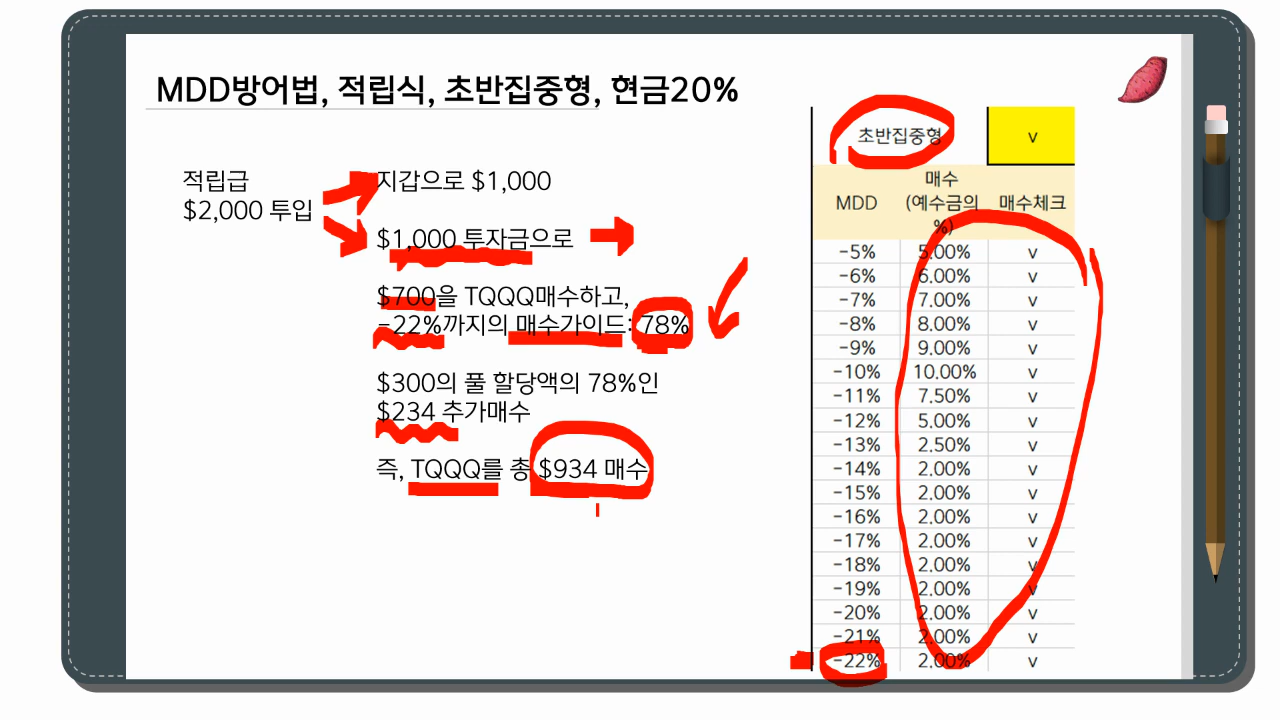 MDD방어법, 적립식, 초반집중형, 현금20%
적립급
$2,000 투입
지갑으로 $1,000
$1,000 투자금으로
$700을 TQQQ매수하고,
-22%까지의 매수가이드: 78%
$300의 풀 할당액의 78%인
$234 추가매수
즉, TQQQ를 총 $934 매수
초반집중형 v
매수
MDD (예수금의 매수체크
%)
-5% 5.00% v
-6% 6.00% v
-7% 7.00% v
-8% 8.00% v
-9% 9.00% v
-10% 10.00% v
-11% 7.50% v
-12% 5.00% v
-13% 2.50% v
-14% 2.00% v
-15% 2.00% v
-16% 2.00% v
-17% 2.00% v
-18% 2.00% v
-19% 2.00% v
-20% 2.00% v
-21% 2.00% v
-22% 2.00% v